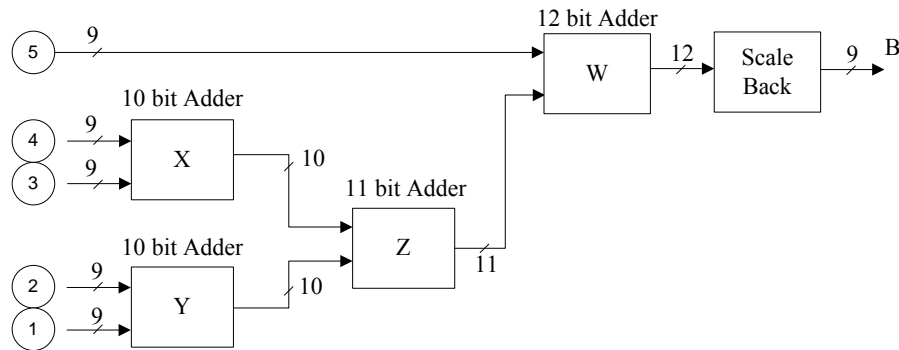 12 bit Adder
5
9
W
12
Scale
Back
9
B
10 bit Adder
4
9
3
9
X
10
11 bit Adder
Z
11
10 bit Adder
2
9
1
9
Y
10